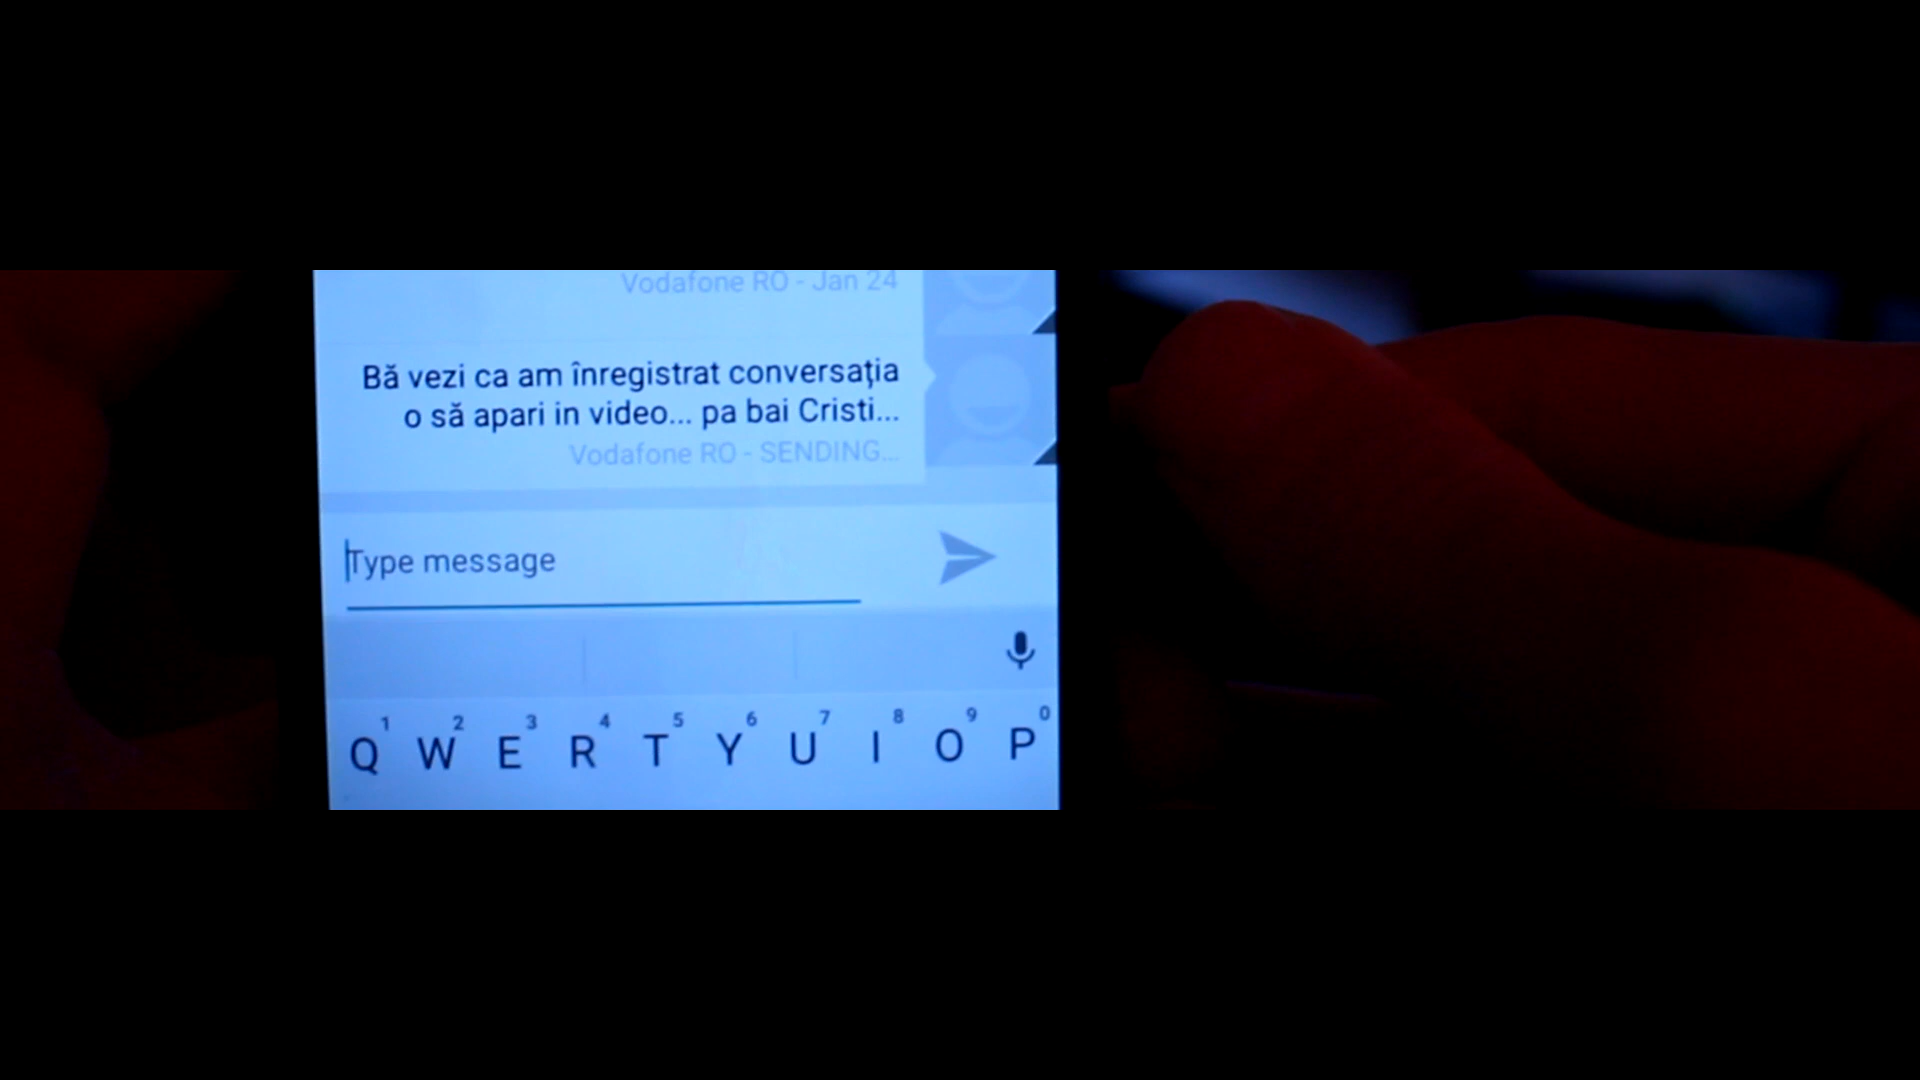 Vodafone RO - Jan 24
Bă vezi ca am înregistrat conversația
o să apari in video... pa bai Cristi...
Vodafone RO - SENDING...
Type message
1 2 3 4 5 6 7 8 9 0
Q W E R T Y U I O P